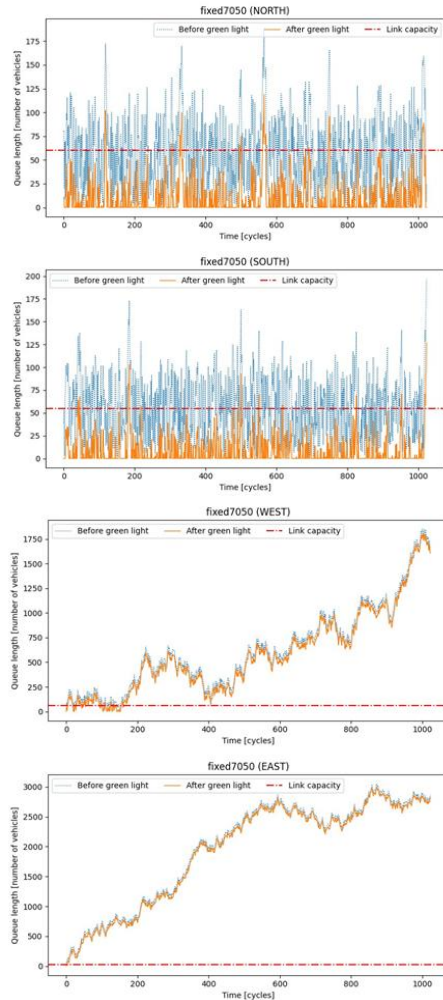 fixed7050 (NORTH)
Before green light After green light Link capacity
Queue length [number of vehicles]
175
150
125
100
75
50
25
0
0 200 400 600 800 1000
Time [cycles]
fixed7050 (SOUTH)
Before green light After green light Link capacity
Queue length [number of vehicles]
200
175
150
125
100
75
50
25
0
0 200 400 600 800 1000
Time [cycles]
fixed7050 (WEST)
Before green light After green light Link capacity
Queue length [number of vehicles]
1750
1500
1250
1000
750
500
250
0
0 200 400 600 800 1000
Time [cycles]
fixed7050 (EAST)
Before green light After green light Link capacity
Queue length [number of vehicles]
3000
2500
2000
1500
1000
500
0
0 200 400 600 800 1000
Time [cycles]